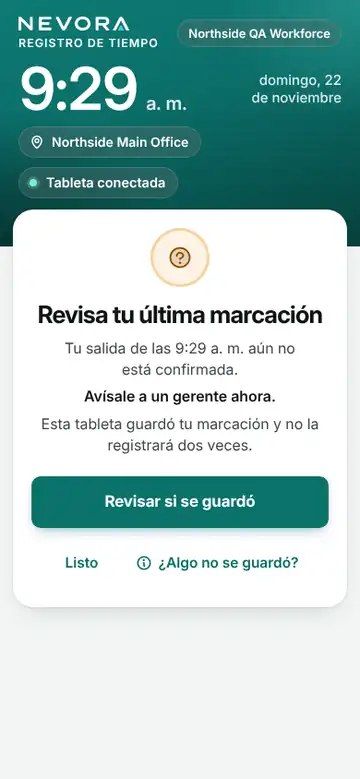 NEVORA
REGISTRO DE TIEMPO
Northside QA Workforce
9:29 a. m.
domingo, 22
de noviembre
Northside Main Office
Tableta conectada
Revisa tu última marcación
Tu salida de las 9:29 a. m. aún no
está confirmada.
Avísale a un gerente ahora.
Esta tableta guardó tu marcación y no la
registrará dos veces.
Revisar si se guardó
Listo
¿Algo no se guardó?